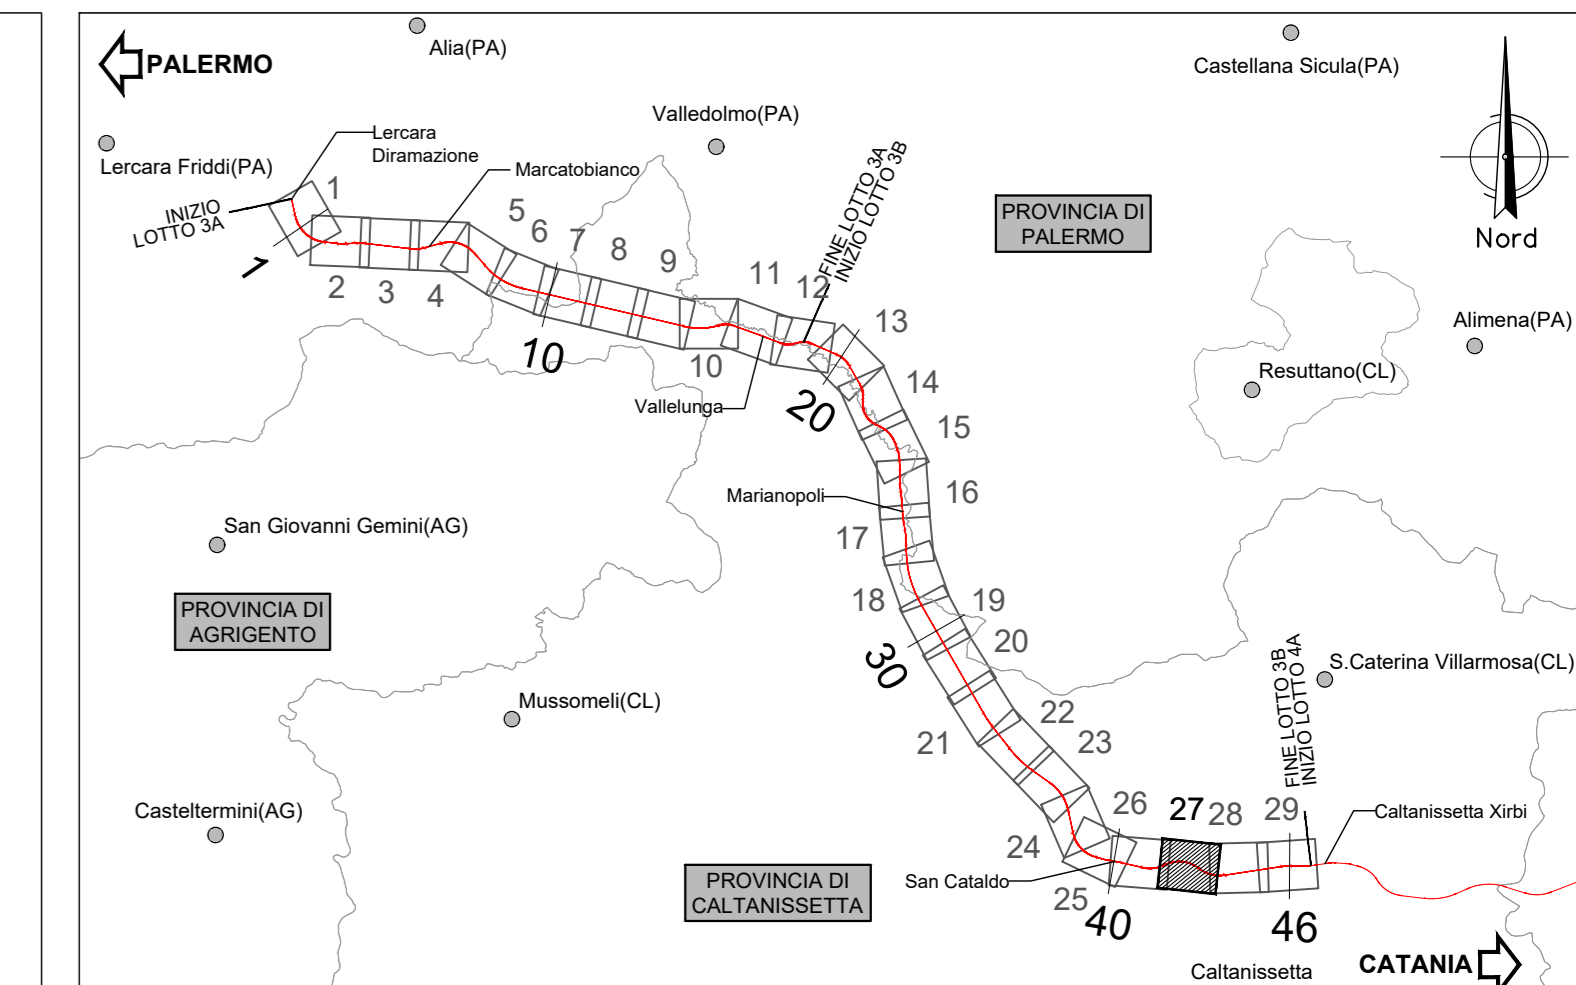 PALERMO
Alia(PA)
Castellana Sicula(PA)
Valledolmo(PA)
Lercara
Diramazione
Lercara Friddi(PA)
Marcatobianco
INIZIO
LOTTO 3A
FINE LOTTO 3A
INIZIO LOTTO 3B
PROVINCIA DI
PALERMO
Nord
1
1
2
3
4
5
6
7
8
9
10
10
11
12
13
Vallelunga
20
14
15
Alimena(PA)
Resuttano(CL)
Marianopoli
16
17
San Giovanni Gemini(AG)
PROVINCIA DI
AGRIGENTO
18
19
20
30
Mussomeli(CL)
21
22
23
FINE LOTTO 3B
INIZIO LOTTO 4A
S.Caterina Villarmosa(CL)
Casteltermini(AG)
24
25
26
27
28
29
Caltanissetta Xirbi
San Cataldo
PROVINCIA DI
CALTANISSETTA
40
46
Caltanissetta
CATANIA